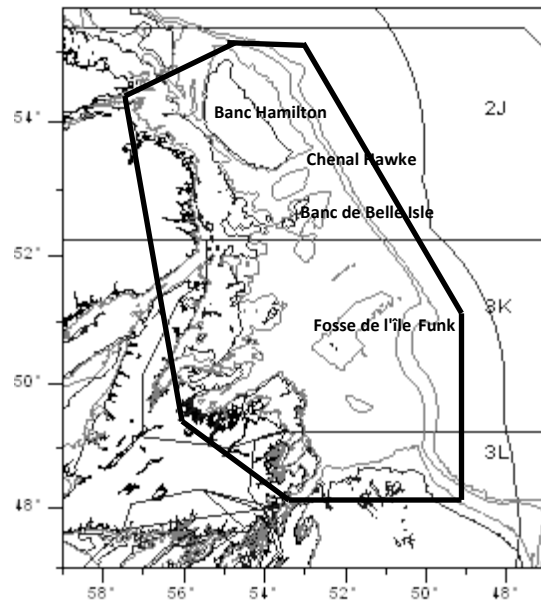 54°
2J
Banc Hamilton
Chenal Hawke
Banc de Belle Isle
52°
3K
Fosse de l'île Funk
50°
3L
48°
58° 56° 54° 52° 50° 48°